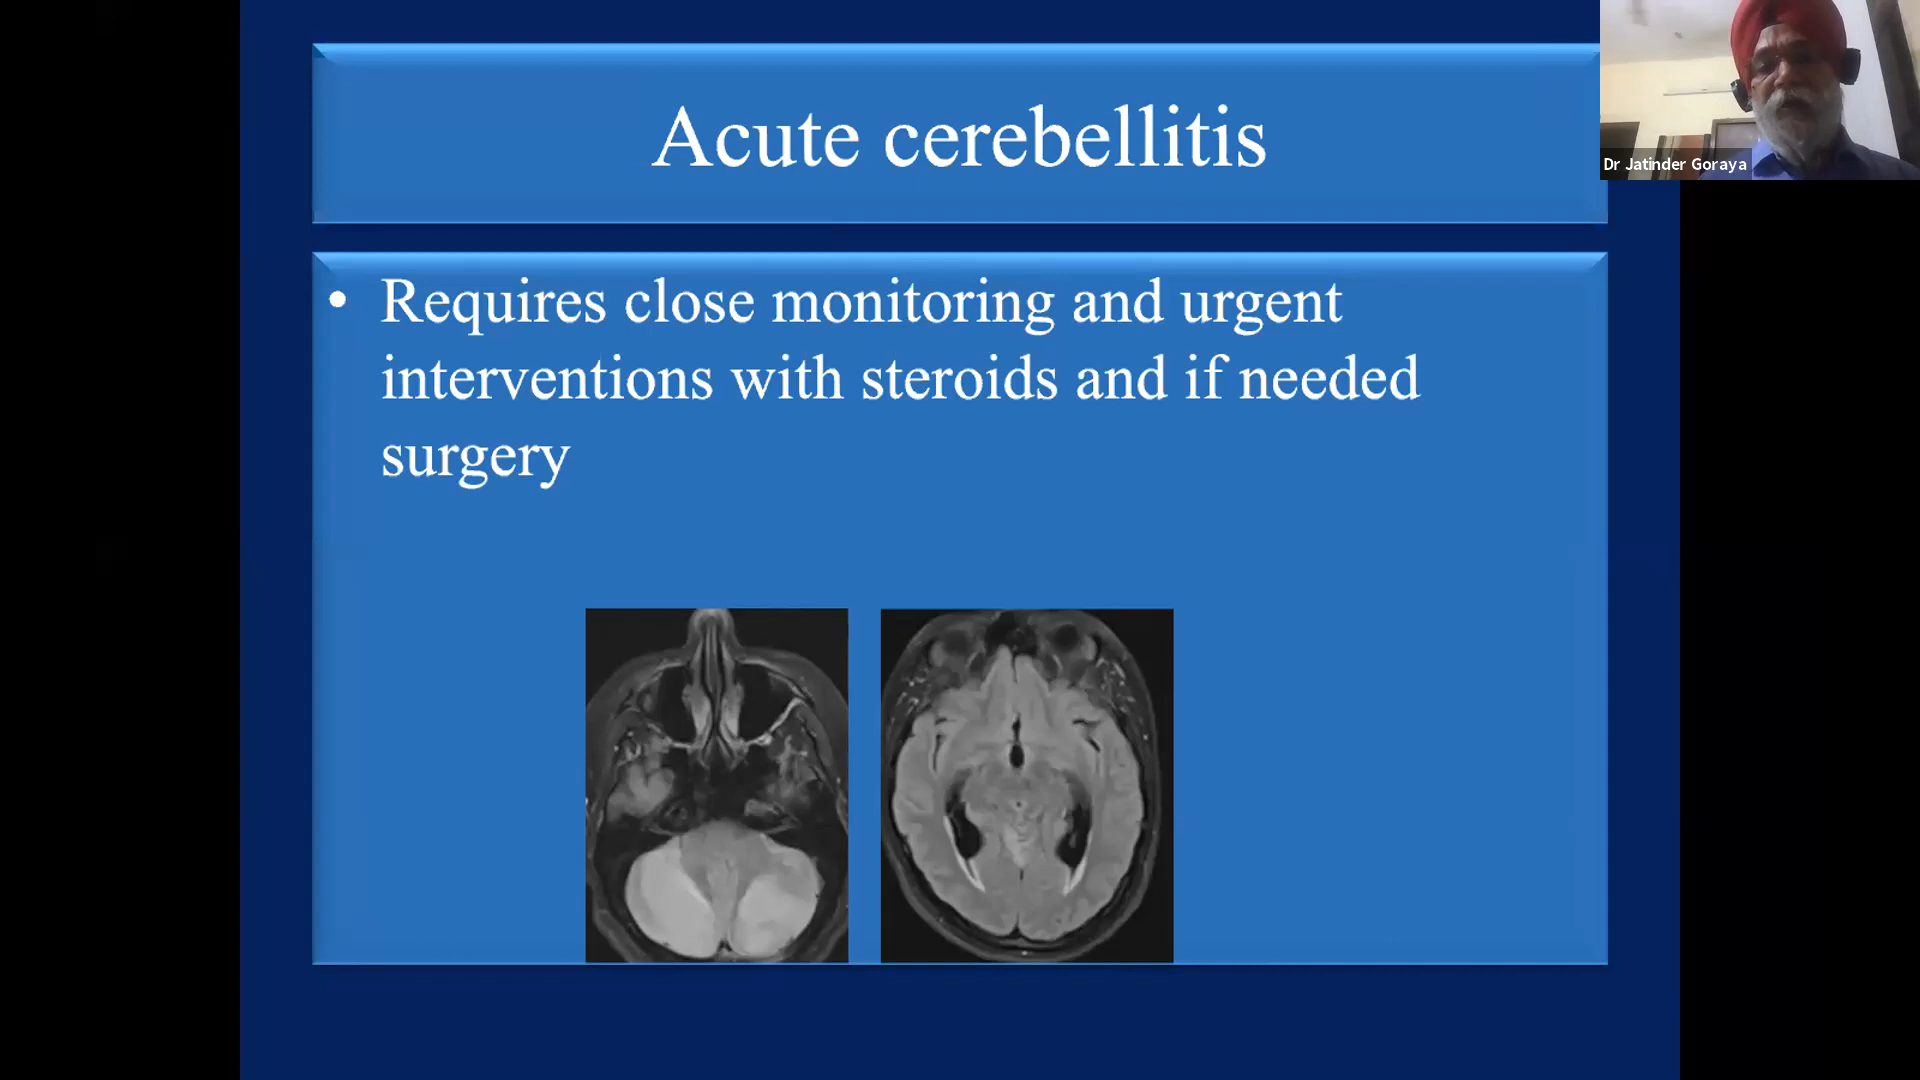 Acute cerebellitis
Dr Jatinder Goraya
• Requires close monitoring and urgent
interventions with steroids and if needed
surgery